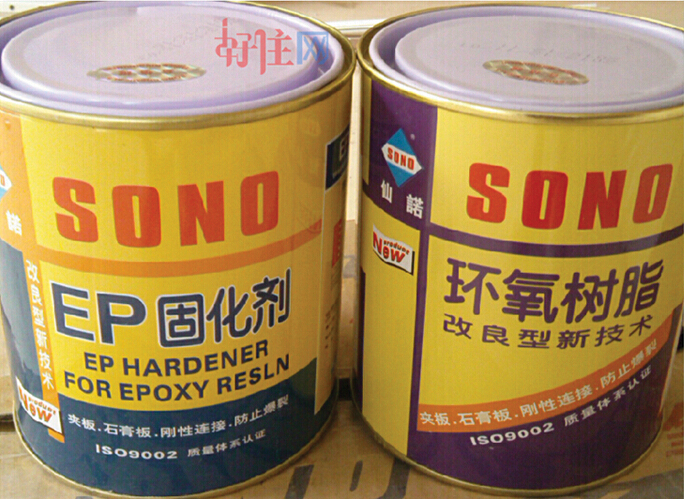 好住网
SONO
EP固化剂
EP HARDENER
FOR EPOXY RESLN
夹板.石膏板.刚性连接.防止爆裂
ISO9002 质量体系认证
諾
改良型新技术
New
SONO
仙諾
Product
New
SONO
环氧树脂
改良型新技术
夹板.石膏板.刚性连接.防止爆裂
ISO9002 质量体系认证